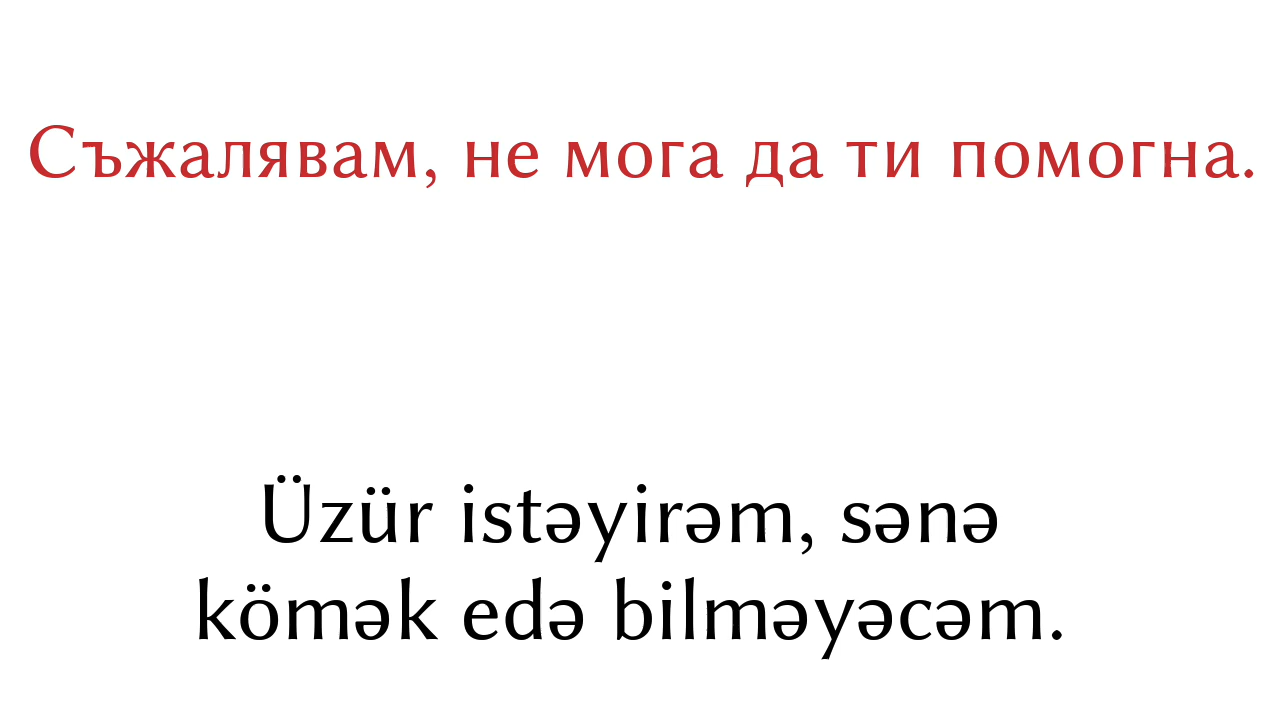 Съжалявам, не мога да ти помогна.
Üzür istəyirəm, sənə
kömək edə bilməyəcəm.